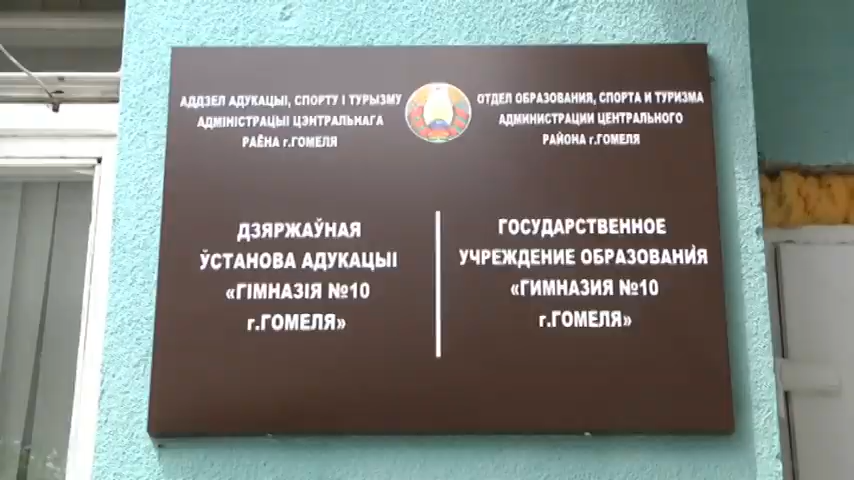 АДДЗЕЛ АДУКАЦЫІ, СПОРТУ І ТУРЫЗМУ
АДМІНІСТРАЦЫІ ЦЭНТРАЛЬНАГА
РАЁНА г.ГОМЕЛЯ
ОТДЕЛ ОБРАЗОВАНИЯ, СПОРТА И ТУРИЗМА
АДМИНИСТРАЦИИ ЦЕНТРАЛЬНОГО
РАЙОНА г.ГОМЕЛЯ
ДЗЯРЖАЎНАЯ
ЎСТАНОВА АДУКАЦЫІ
«ГІМНАЗІЯ №10
г.ГОМЕЛЯ»
ГОСУДАРСТВЕННОЕ
УЧРЕЖДЕНИЕ ОБРАЗОВАНИЯ
«ГИМНАЗИЯ №10
г.ГОМЕЛЯ»